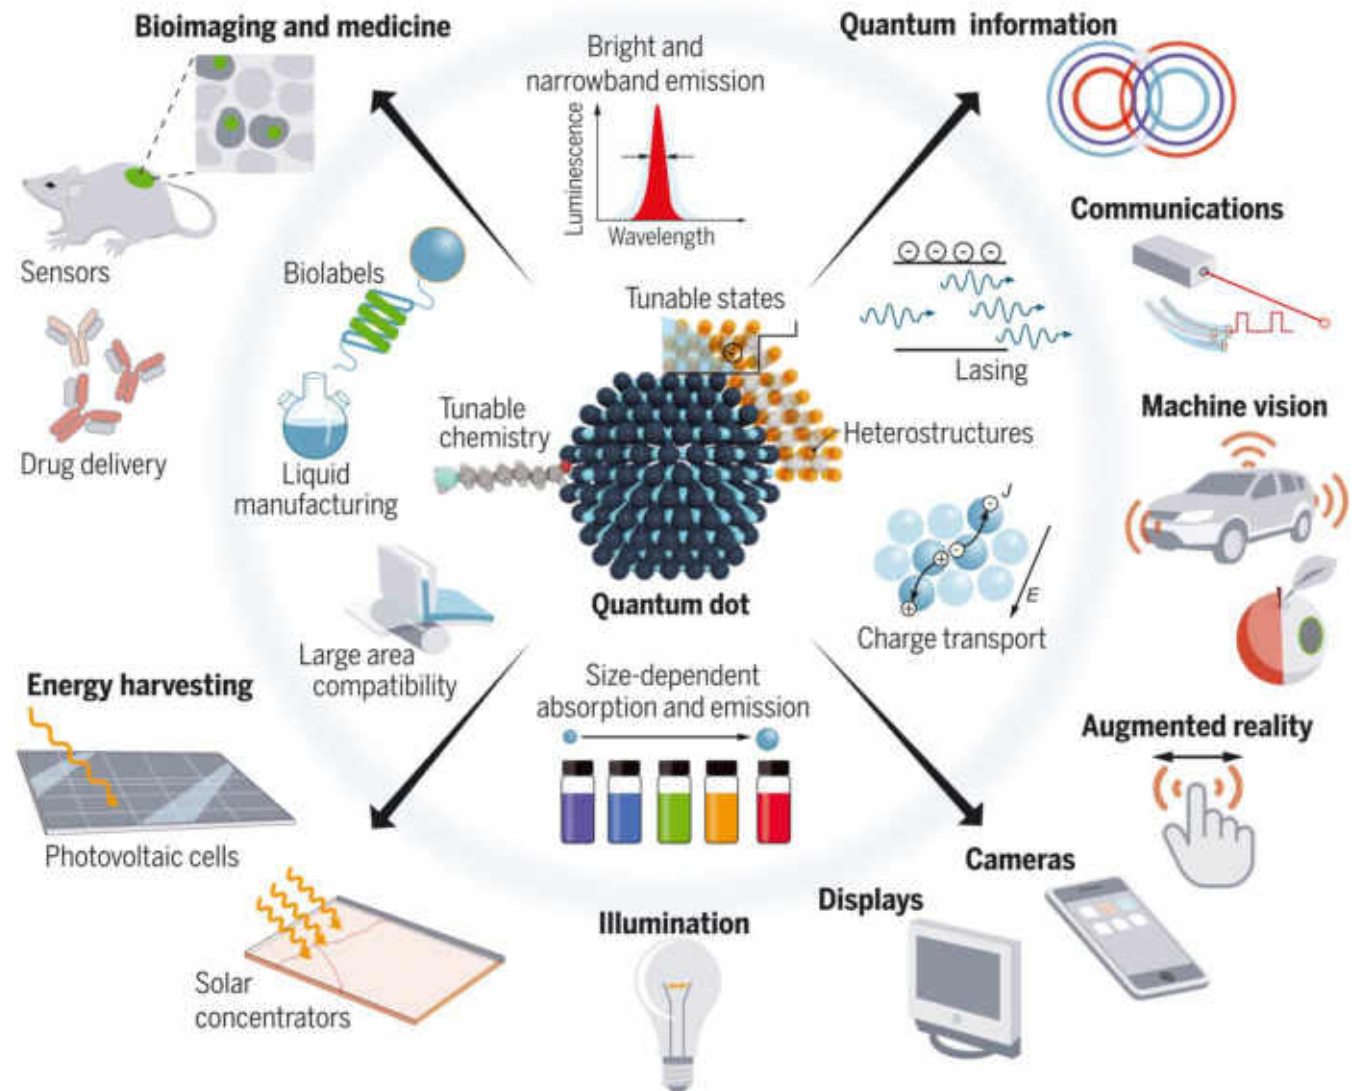 Bioimaging and medicine
Quantum information
Bright and
narrowband emission
Luminescence
Wavelength
Communications
Sensors
Biolabels
Tunable states
Lasing
Machine vision
Tunable
chemistry
Heterostructures
Drug delivery
Liquid
manufacturing
J
E
Quantum dot
Charge transport
Large area
compatibility
Size-dependent
absorption and emission
Energy harvesting
Augmented reality
Photovoltaic cells
Cameras
Displays
Illumination
Solar
concentrators